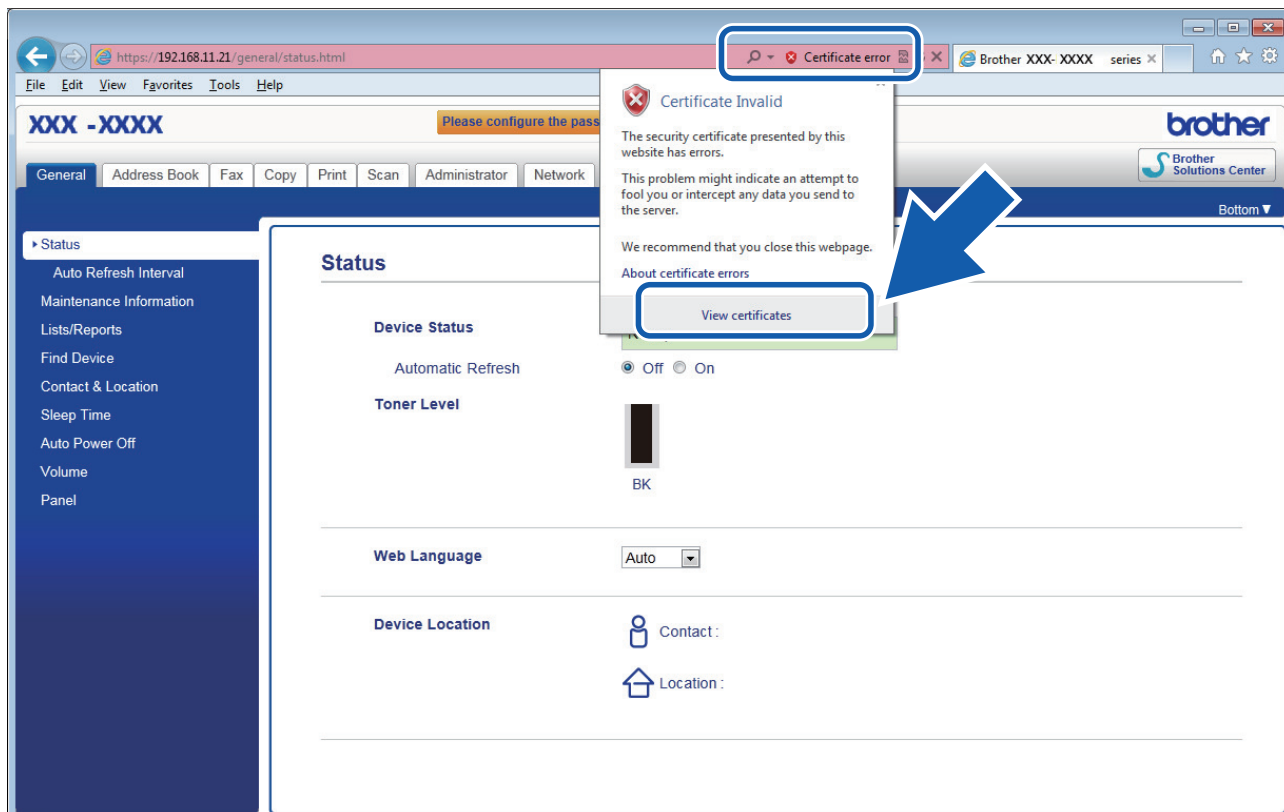 https://192.168.11.21/general/status.html
Certificate error
Brother XXX- XXXX series
File Edit View Favorites Tools Help
XXX -XXXX
Please configure the pass
brother
Brother
Solutions Center
General Address Book Fax Copy Print Scan Administrator Network
Bottom▼
Certificate Invalid
The security certificate presented by this
website has errors.
This problem might indicate an attempt to
fool you or intercept any data you send to
the server.
We recommend that you close this webpage.
About certificate errors
View certificates
Status
Auto Refresh Interval
Maintenance Information
Lists/Reports
Find Device
Contact & Location
Sleep Time
Auto Power Off
Volume
Panel
Status
Device Status
Automatic Refresh Off On
Toner Level
BK
Web Language Auto
Device Location Contact :
Location :